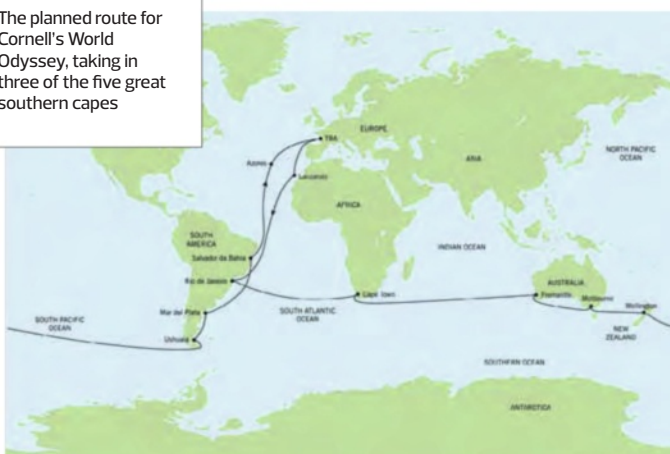 The planned route for
Cornell's World
Odyssey, taking in
three of the five great
southern capes
EUROPE
TBA
ASIA
NORTH PACIFIC
OCEAN
Azores
Lanzarote
AFRICA
SOUTH
AMERICA
INDIAN OCEAN
Salvador da Bahia
Rio de Janeiro
AUSTRALIA
Cape Town
Fremantle
Melbourne
Mar del Plata
SOUTH ATLANTIC
OCEAN
Wellington
SOUTH PACIFIC
OCEAN
NEW
ZEALAND
Ushuaia
SOUTHERN OCEAN
ANTARCTICA